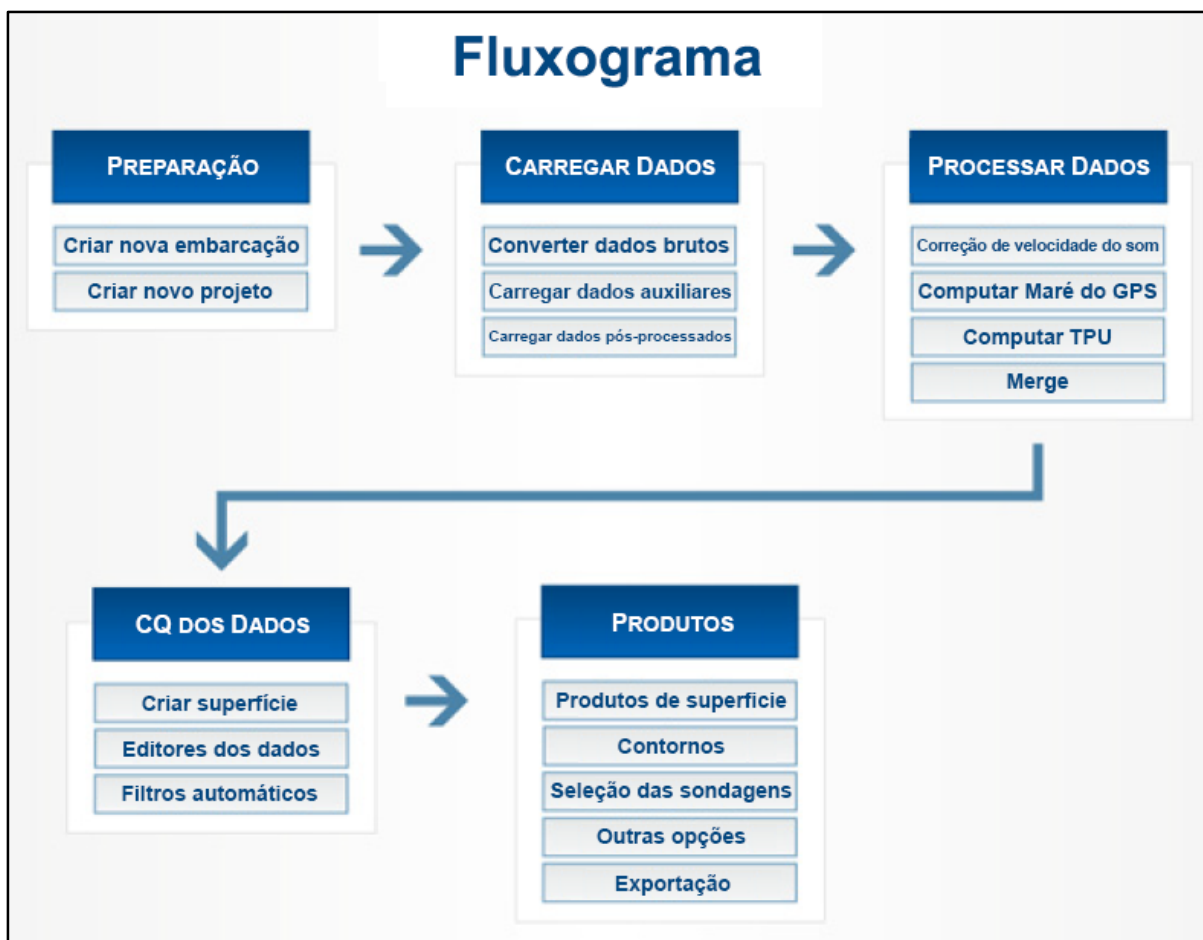 Fluxograma
PREPARAÇÃO
Criar nova embarcação
Criar novo projeto
CARREGAR DADOS
Converter dados brutos
Carregar dados auxiliares
Carregar dados pós-processados
PROCESSAR DADOS
Correção de velocidade do som
Computar Maré do GPS
Computar TPU
Merge
CQ DOS DADOS
Criar superfície
Editores dos dados
Filtros automáticos
PRODUTOS
Produtos de superficie
Contornos
Seleção das sondagens
Outras opções
Exportação